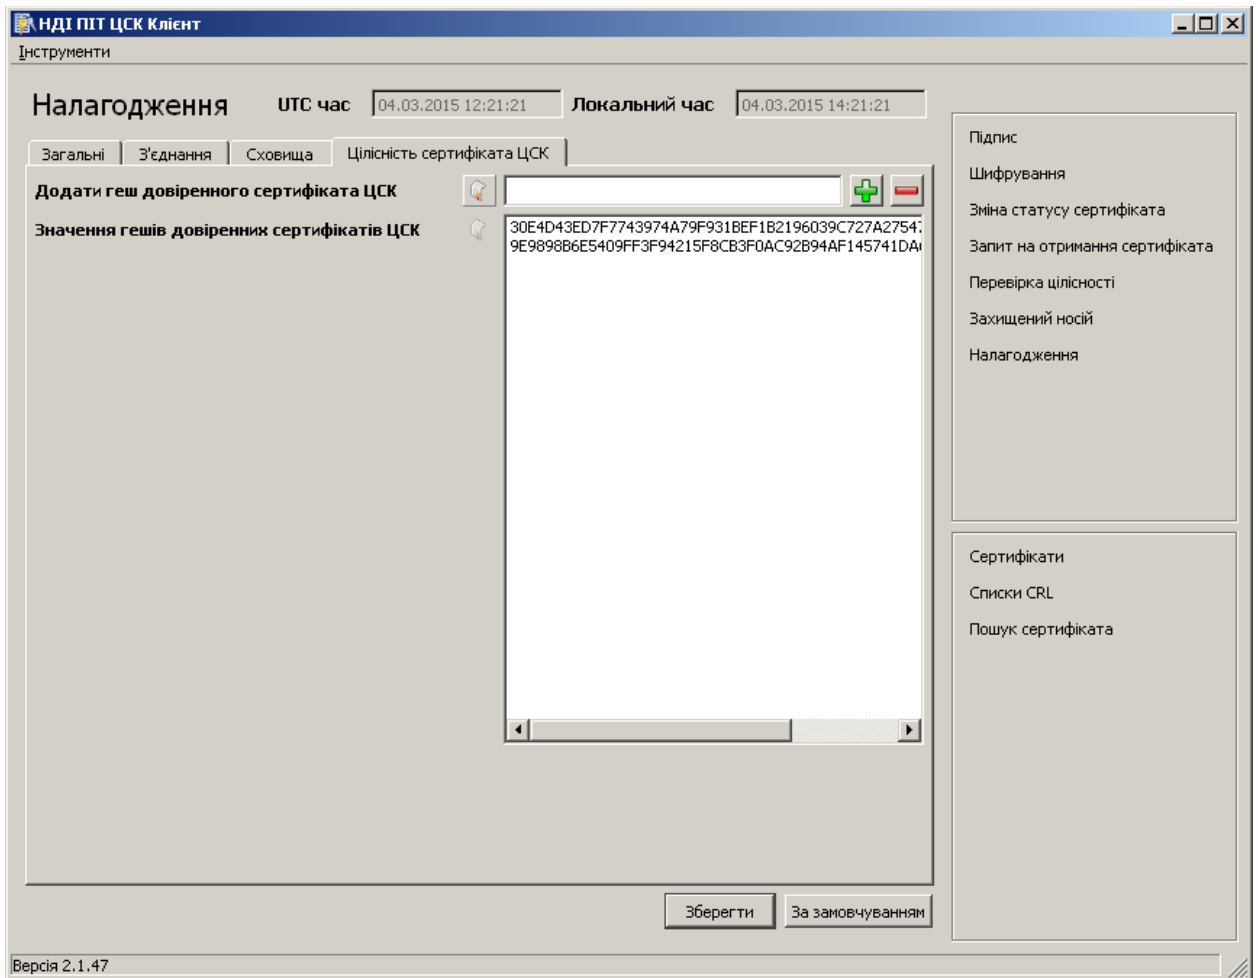 НДІ ПІТ ЦСК Клієнт
Інструменти
Налагодження UTC час 04.03.2015 12:21:21 Локальний час 04.03.2015 14:21:21
Загальні З'єднання Сховища Цілісність сертифіката ЦСК
Додати геш довіренного сертифіката ЦСК
Значення гешів довіренних сертифікатів ЦСК
30E4D43ED7F7743974A79F931BEF1B2196039C727A2754
9E9898B6E5409FF3F94215F8CB3F0AC92B94AF145741DA
Зберегти За замовчуванням
Підпис
Шифрування
Зміна статусу сертифіката
Запит на отримання сертифіката
Перевірка цілісності
Захищений носій
Налагодження
Сертифікати
Списки CRL
Пошук сертифіката
Версія 2.1.47